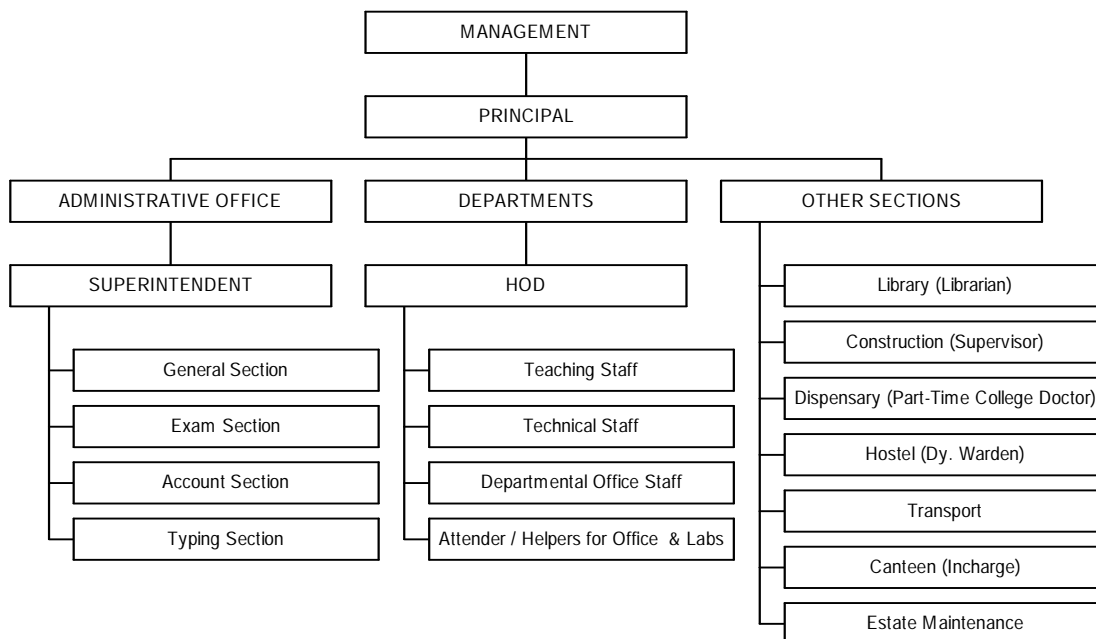 MANAGEMENT
PRINCIPAL
ADMINISTRATIVE OFFICE
DEPARTMENTS
OTHER SECTIONS
SUPERINTENDENT
HOD
General Section
Exam Section
Account Section
Typing Section
Teaching Staff
Technical Staff
Departmental Office Staff
Attender / Helpers for Office & Labs
Library (Librarian)
Construction (Supervisor)
Dispensary (Part-Time College Doctor)
Hostel (Dy. Warden)
Transport
Canteen (Incharge)
Estate Maintenance